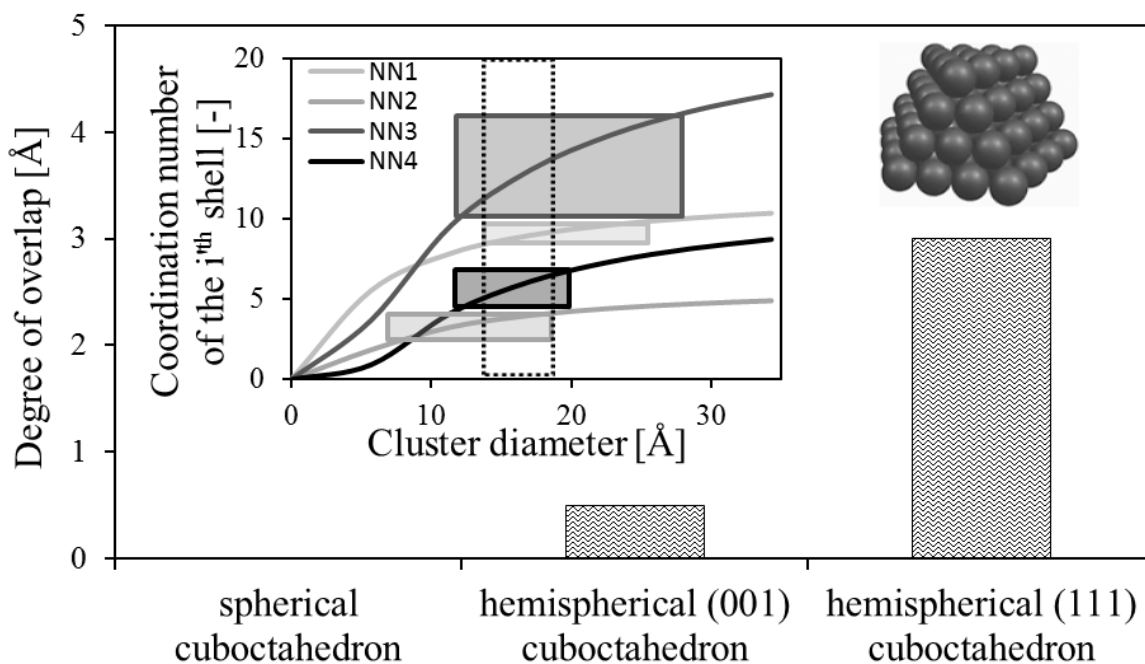 Degree of overlap [Å]
5
4
3
2
1
0
Coordination number
of the i'th shell [-]
20
15
10
5
0
NN1
NN2
NN3
NN4
0 10 20 30
Cluster diameter [Å]
spherical
cuboctahedron
hemispherical (001)
cuboctahedron
hemispherical (111)
cuboctahedron